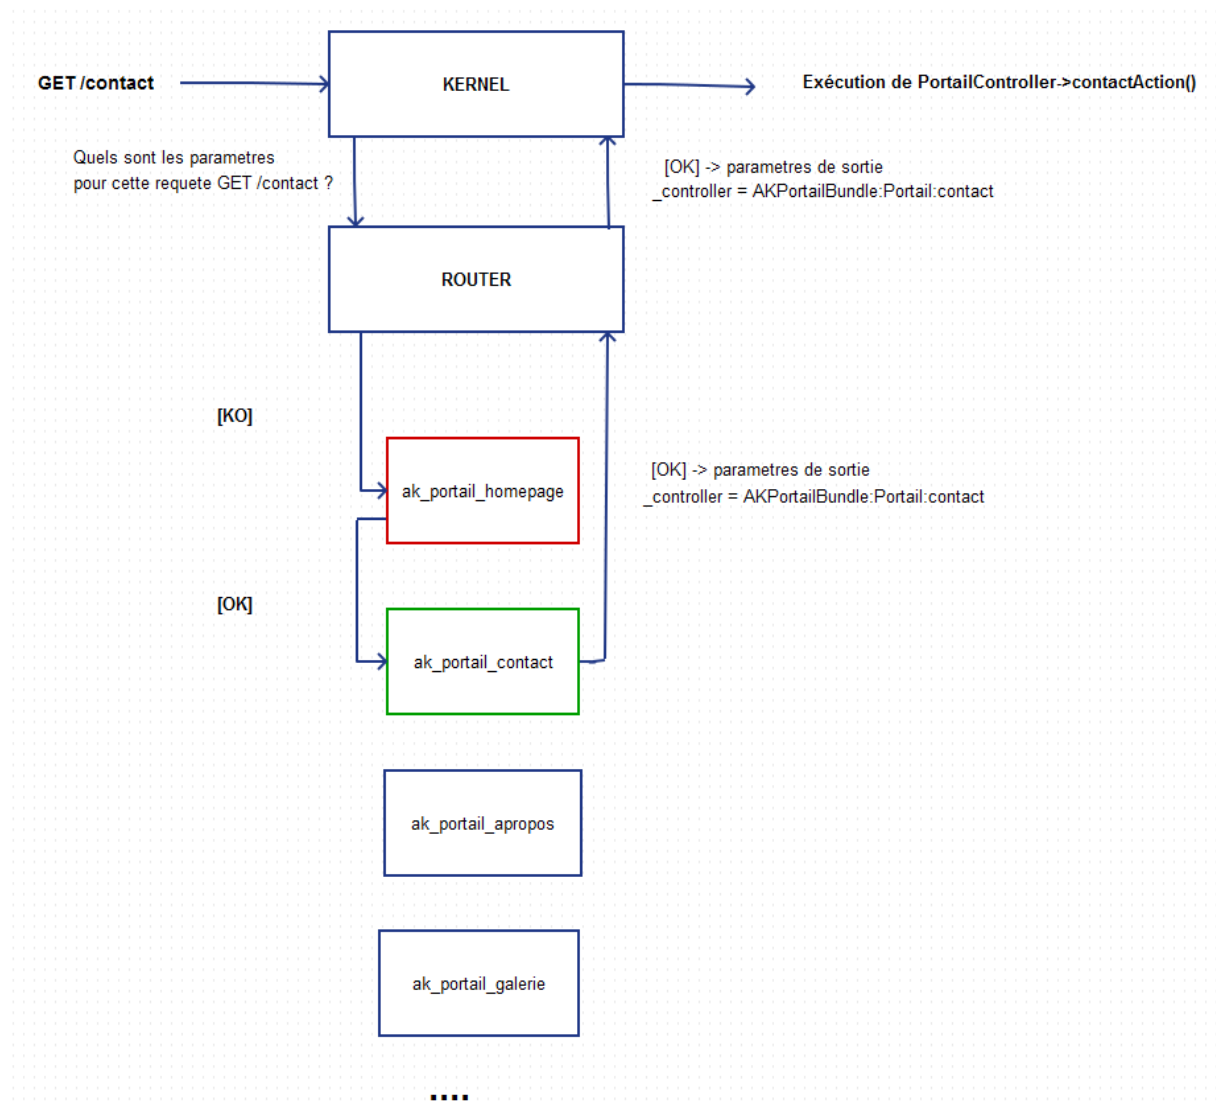 GET /contact
KERNEL
Exécution de PortailController->contactAction()
Quels sont les parametres
pour cette requete GET /contact ?
[OK] -> parametres de sortie
_controller = AKPortailBundle:Portail:contact
ROUTER
[KO]
ak_portail_homepage
[OK] -> parametres de sortie
_controller = AKPortailBundle:Portail:contact
[OK]
ak_portail_contact
ak_portail_apropos
ak_portail_galerie
....